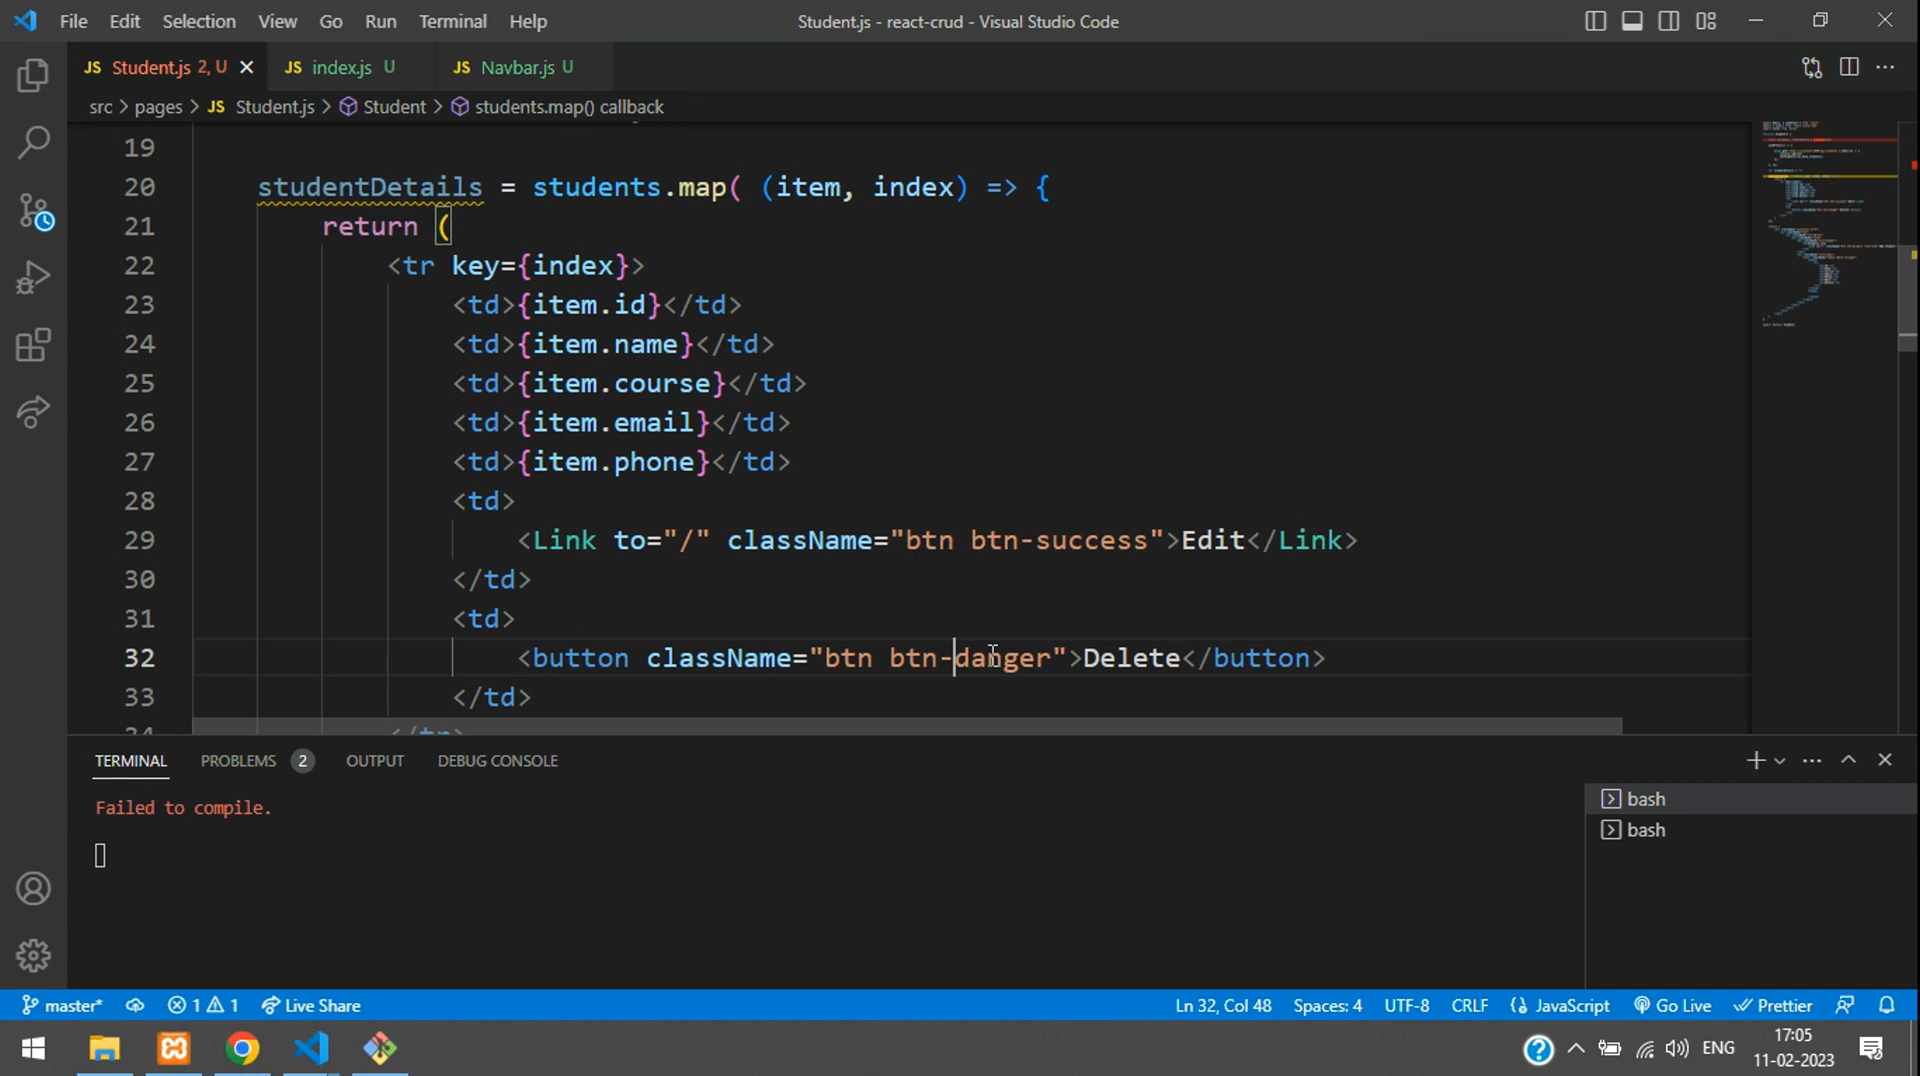 File Edit Selection View Go Run Terminal Help Student.js - react-crud - Visual Studio Code
JS Student.js 2, U JS index.js U JS Navbar.js U
src > pages > JS Student.js > Student > students.map() callback
19
20 studentDetails = students.map( (item, index) => {
21 return (
22 <tr key={index}>
23 <td>{item.id}</td>
24 <td>{item.name}</td>
25 <td>{item.course}</td>
26 <td>{item.email}</td>
27 <td>{item.phone}</td>
28 <td>
29 <Link to="/" className="btn btn-success">Edit</Link>
30 </td>
31 <td>
32 <button className="btn btn-danger">Delete</button>
33 </td>
34 </tr>
TERMINAL PROBLEMS 2 OUTPUT DEBUG CONSOLE
Failed to compile.
bash
bash
master* 1 1 Live Share Ln 32, Col 48 Spaces: 4 UTF-8 CRLF JavaScript Go Live Prettier
ENG 17:05
11-02-2023